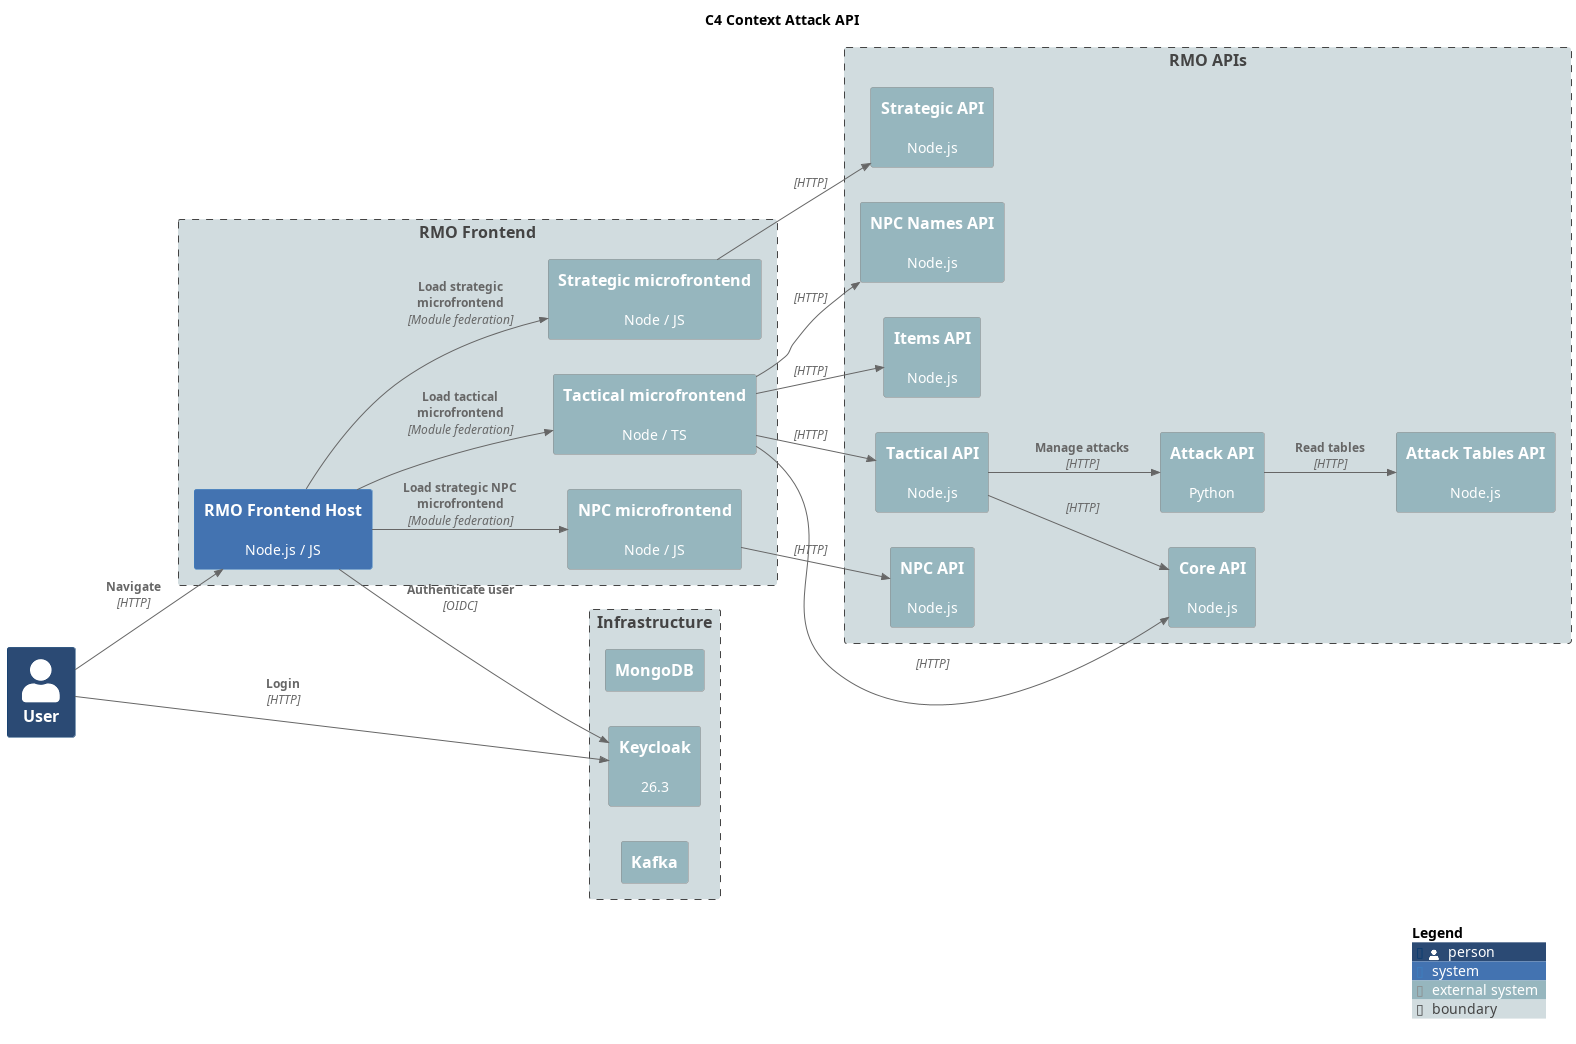 C4 Context Attack API
RMO APIs
Strategic API
Node.js
[HTTP]
NPC Names API
Node.js
RMO Frontend
Strategic microfrontend
Node / JS
Load strategic
microfrontend
[Module federation]
[HTTP]
Items API
Node.js
[HTTP]
Tactical microfrontend
Node / TS
Load tactical
microfrontend
[Module federation]
[HTTP]
Tactical API
Node.js
Manage attacks
[HTTP]
Attack API
Python
Read tables
[HTTP]
Attack Tables API
Node.js
[HTTP]
Load strategic NPC
microfrontend
[Module federation]
RMO Frontend Host
Node.js / JS
NPC microfrontend
Node / JS
[HTTP]
NPC API
Node.js
Core API
Node.js
Navigate
[HTTP]
Authenticate user
[OIDC]
Infrastructure
MongoDB
[HTTP]
User
Login
[HTTP]
Keycloak
26.3
Kafka
Legend
person
system
external system
boundary